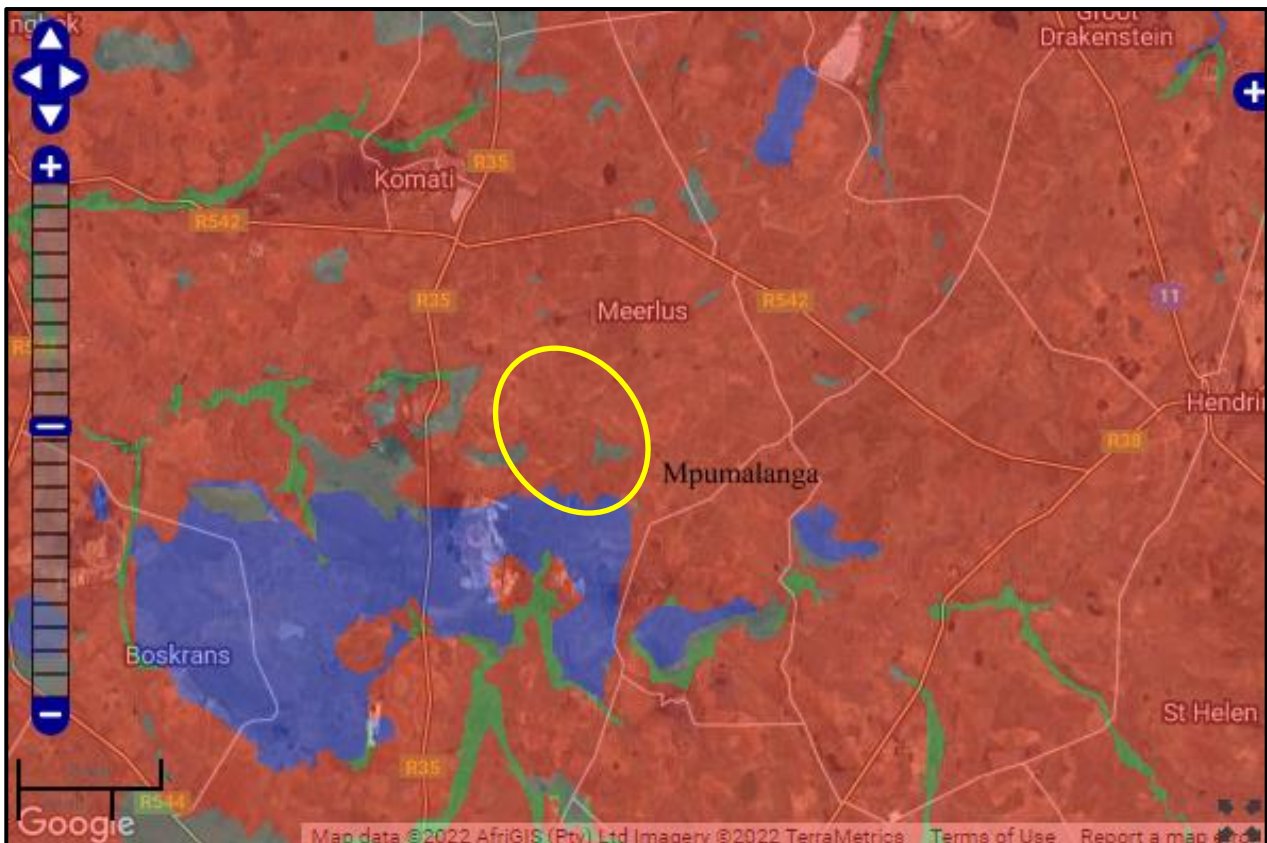 Groot
Drakenstein
R35
Komati
R542
R35
Meerlus
R542
11
Hendri
R38
Mpumalanga
Boskrans
St Helen
R35
R544
Google
Map data ©2022 AfriGIS (Pty) Ltd Imagery ©2022 TerraMetrics
Terms of Use
Report a map error